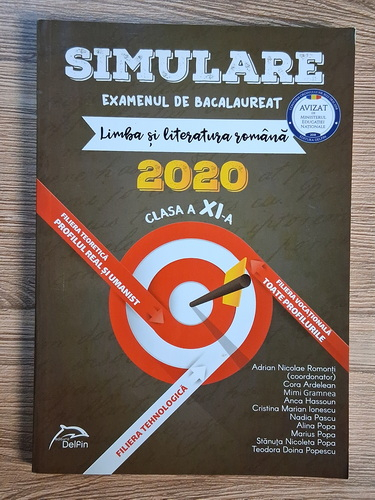 SIMULARE
EXAMENUL DE BACALAUREAT
Limba și literatura română
AVIZAT
DE
MINISTERUL
EDUCAȚIEI
NAȚIONALE
2020
CLASA A XI-A
FILIERA TEORETICĂ
PROFILUL REAL ȘI UMANIST
FILIERA VOCAȚIONALĂ
TOATE PROFILURILE
FILIERA TEHNOLOGICĂ
Adrian Nicolae Romonți
(coordonator)
Cora Ardelean
Mimi Gramnea
Anca Hassoun
Cristina Marian Ionescu
Nadia Pascu
Alina Popa
Marius Popa
Stănuța Nicoleta Popa
Teodora Doina Popescu
Delfin